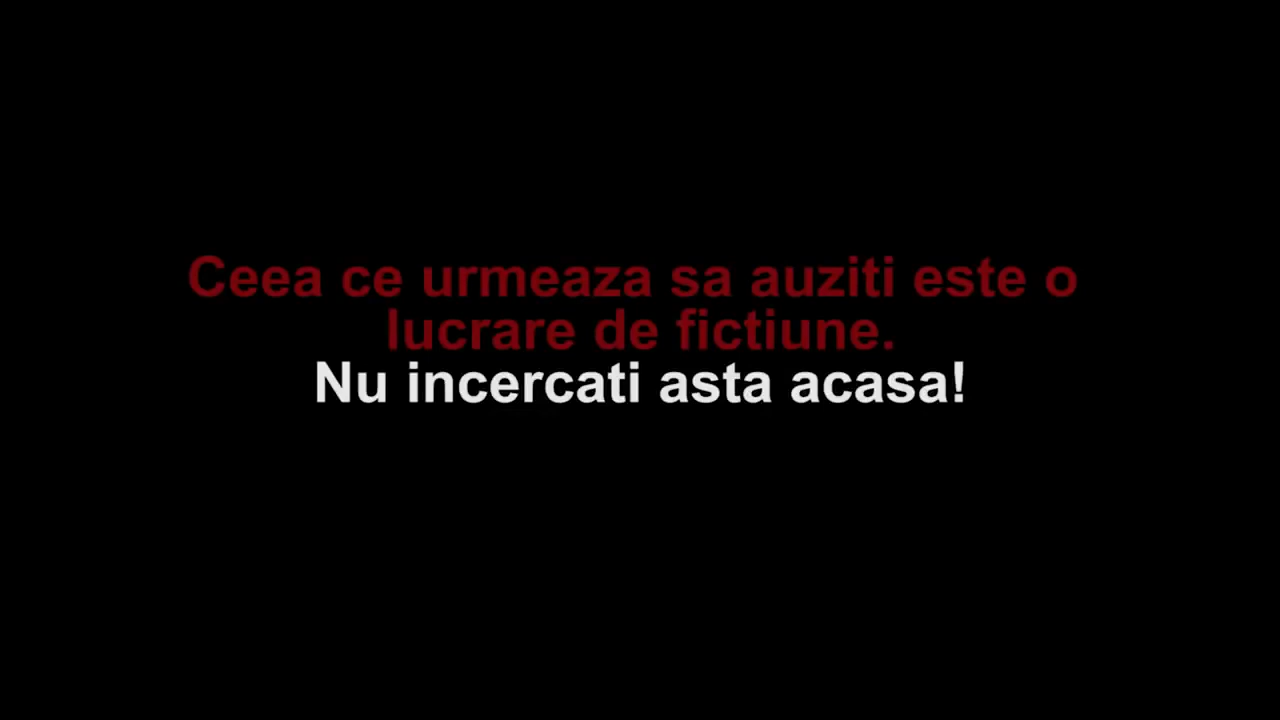 Ceea ce urmeaza sa auziti este o
lucrare de fictiune.
Nu incercati asta acasa!